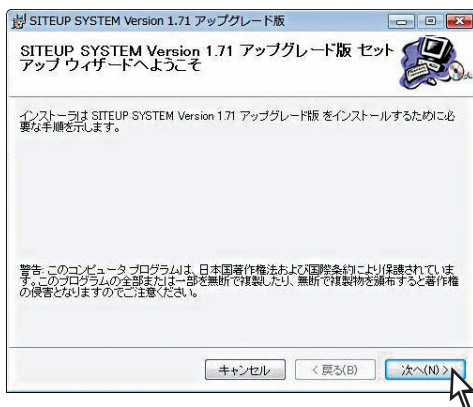 SITEUP SYSTEM Version 1.71 アップグレード版
SITEUP SYSTEM Version 1.71 アップグレード版 セット
アップ ウィザードへようこそ
インストーラは SITEUP SYSTEM Version 1.71 アップグレード版 をインストールするために必
要な手順を示します。
警告: このコンピュータ プログラムは、日本国著作権法および国際条約により保護されていま
す。このプログラムの全部または一部を無断で複製したり、無断で複製物を頒布すると著作権
の侵害となりますのでご注意ください。
キャンセル
< 戻る(B)
次へ(N) >